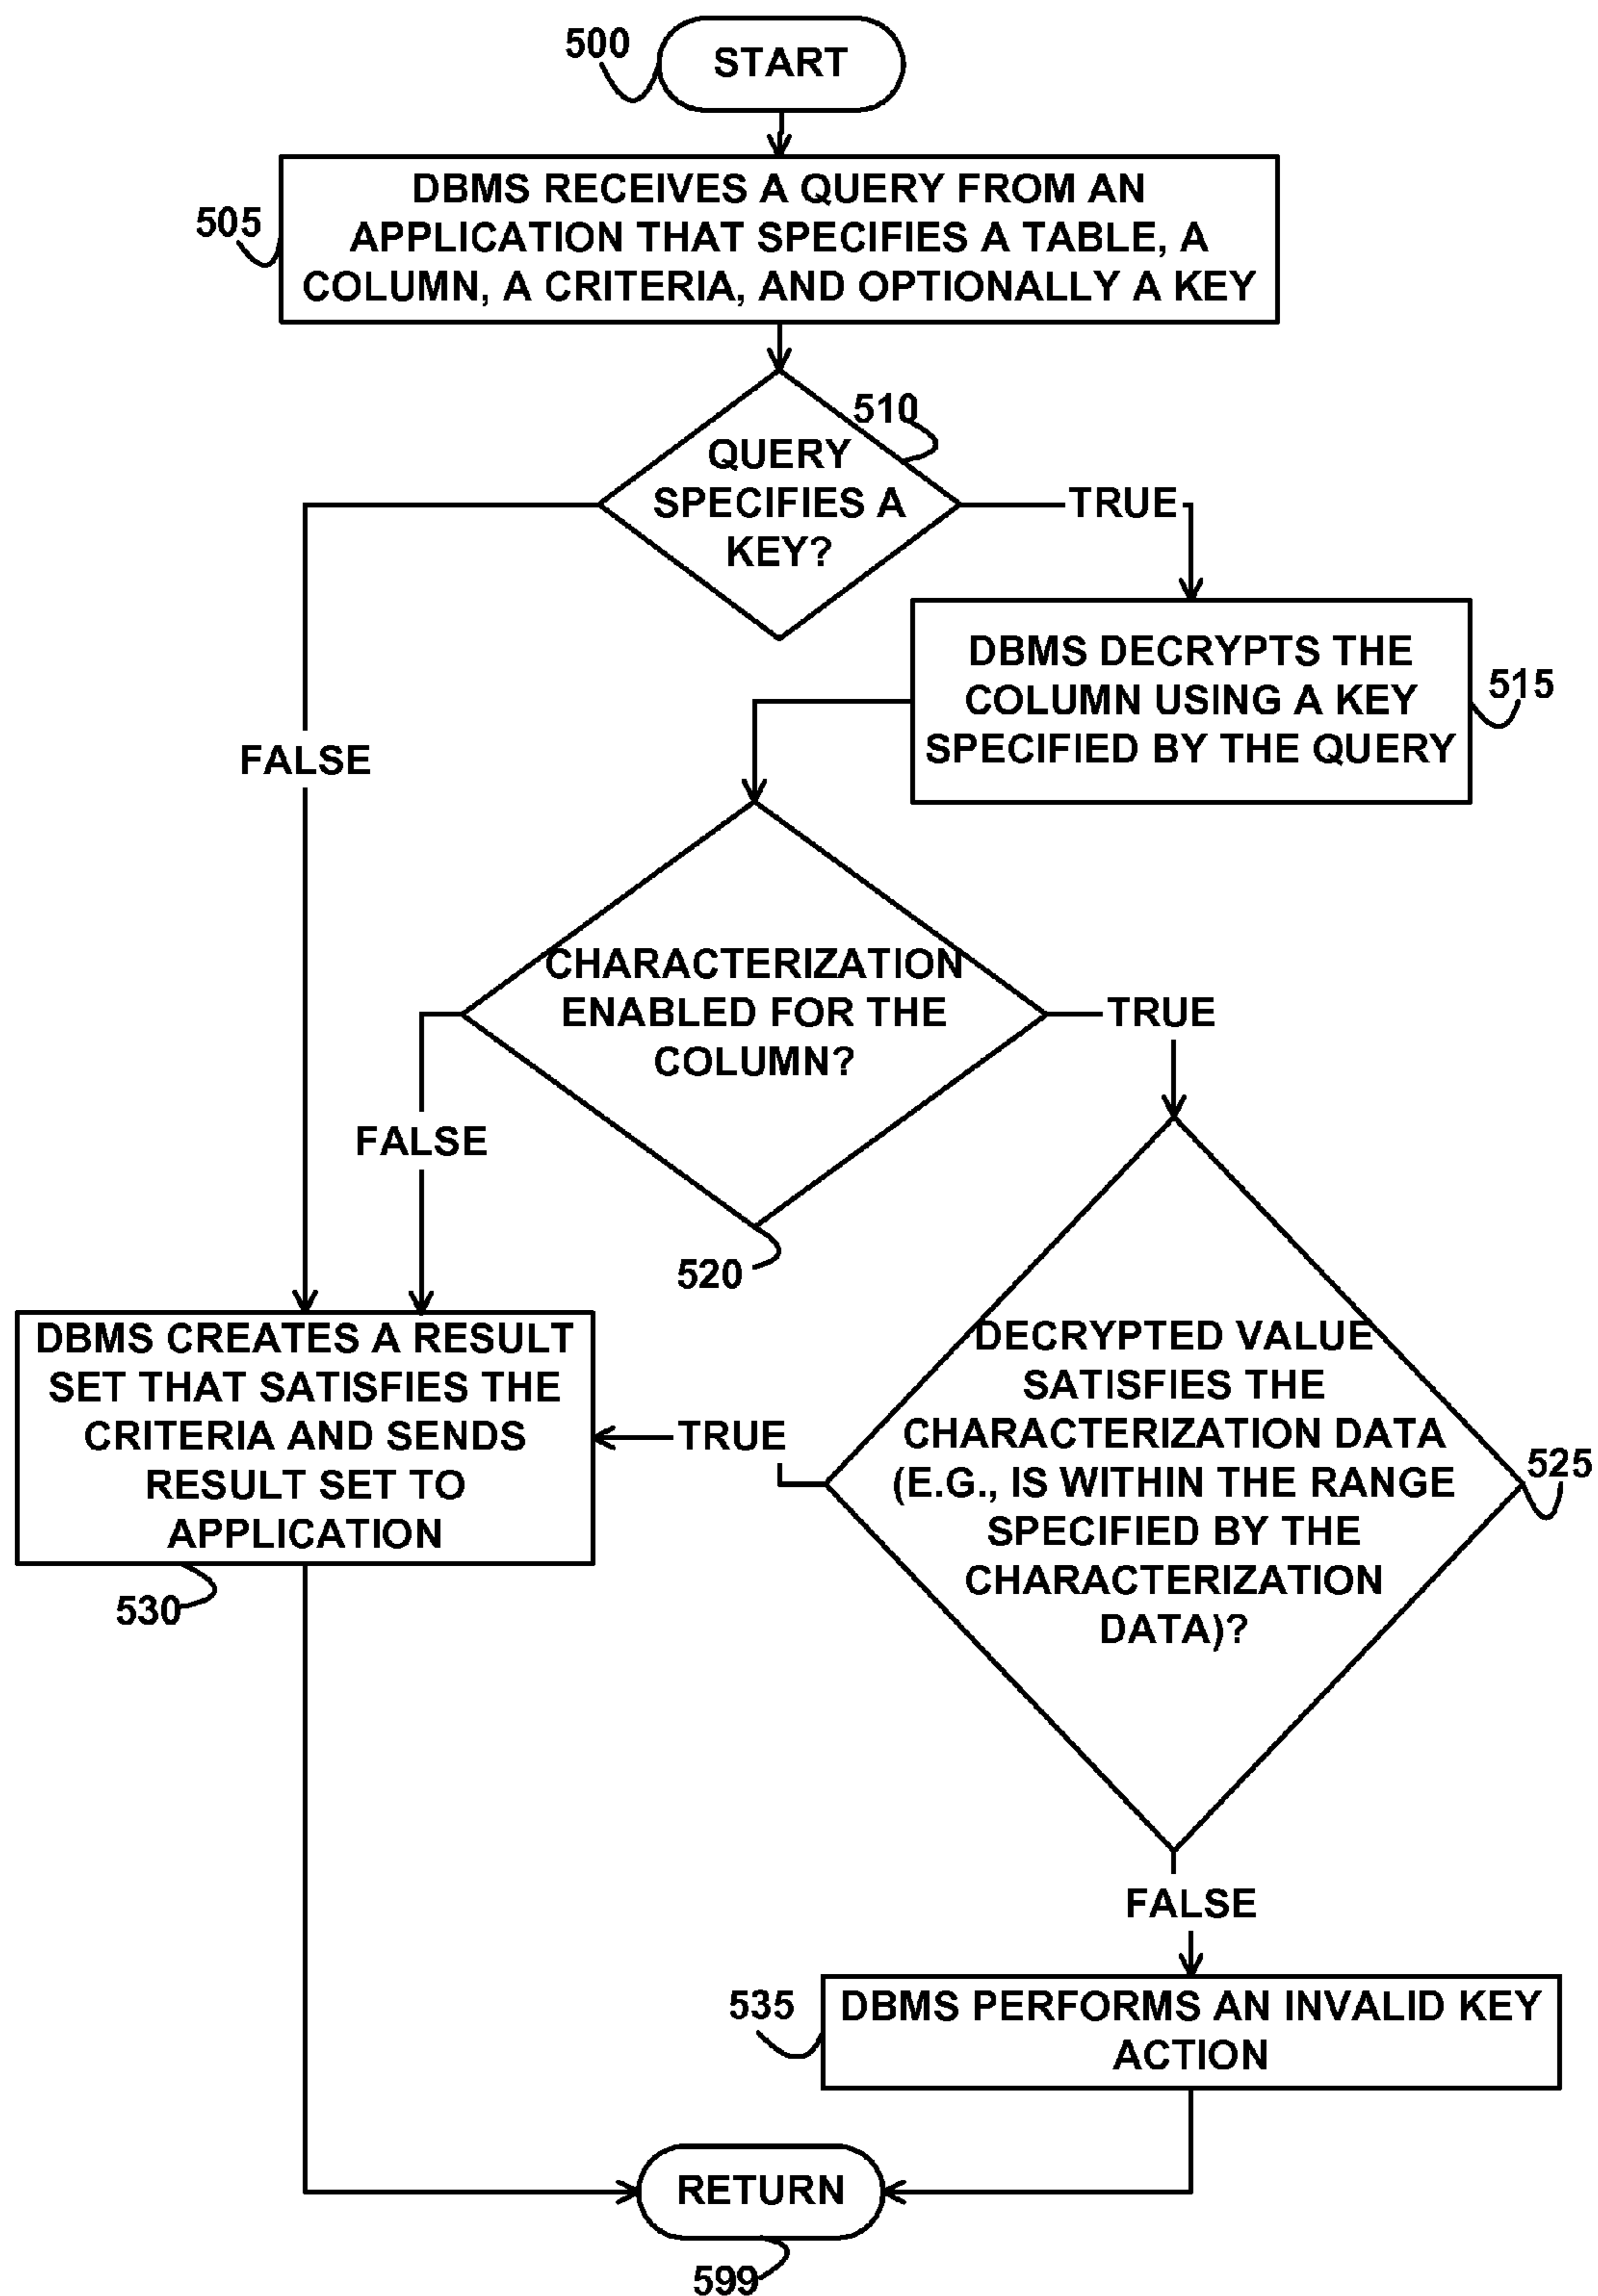 500
START
505
DBMS RECEIVES A QUERY FROM AN
APPLICATION THAT SPECIFIES A TABLE, A
COLUMN, A CRITERIA, AND OPTIONALLY A KEY
510
QUERY
SPECIFIES A
KEY?
TRUE
FALSE
DBMS DECRYPTS THE
COLUMN USING A KEY
SPECIFIED BY THE QUERY
515
CHARACTERIZATION
ENABLED FOR THE
COLUMN?
TRUE
FALSE
520
DBMS CREATES A RESULT
SET THAT SATISFIES THE
CRITERIA AND SENDS
RESULT SET TO
APPLICATION
530
TRUE
DECRYPTED VALUE
SATISFIES THE
CHARACTERIZATION DATA
(E.G., IS WITHIN THE RANGE
SPECIFIED BY THE
CHARACTERIZATION
DATA)?
525
FALSE
535
DBMS PERFORMS AN INVALID KEY
ACTION
RETURN
599